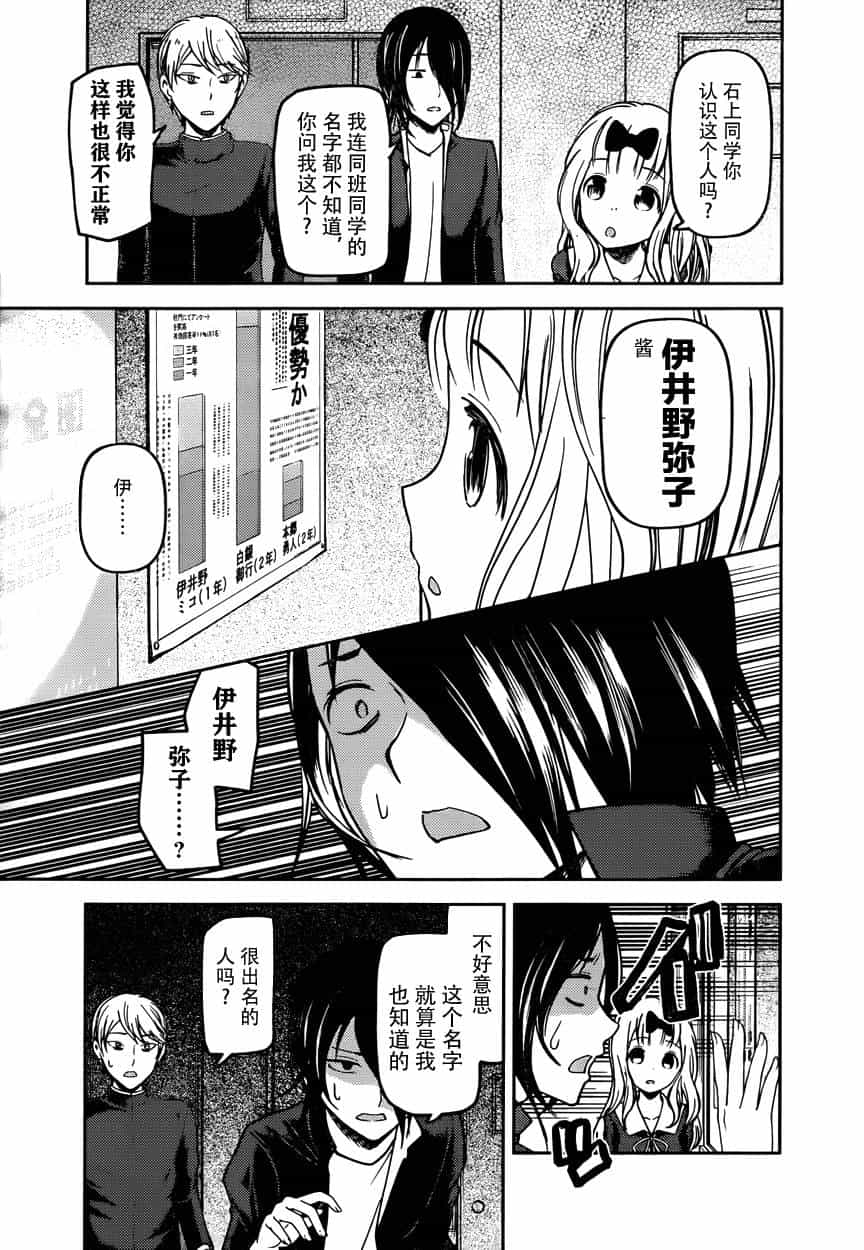 石上同学你
认识这个人吗?
我连同班同学的
名字都不知道,
你问我这个?
我觉得你
这样也很不正常
伊井野弥子
酱
優勢か
三年
二年
一年
本郷
勇人(2年)
白銀
御行(2年)
伊井野
ミコ(1年)
伊……
伊井野
弥子………?
不好意思
这个名字
就算是我
也知道的
很出名的
人吗?